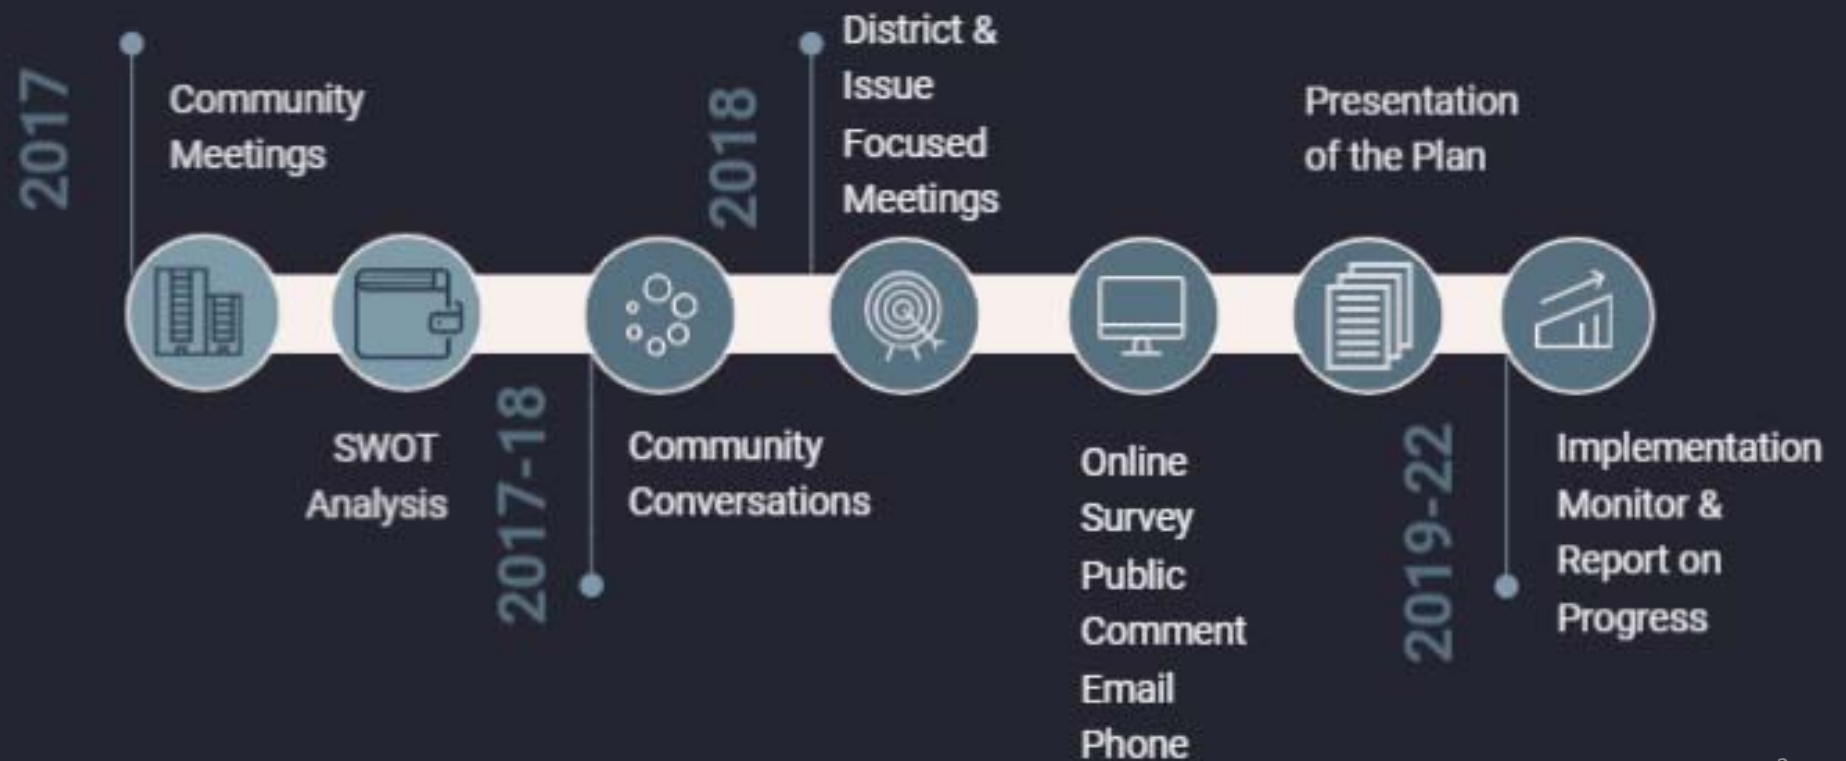 2017
Community
Meetings
SWOT
Analysis
2017-18
Community
Conversations
2018
District &
Issue
Focused
Meetings
Online
Survey
Public
Comment
Email
Phone
Presentation
of the Plan
2019-22
Implementation
Monitor &
Report on
Progress